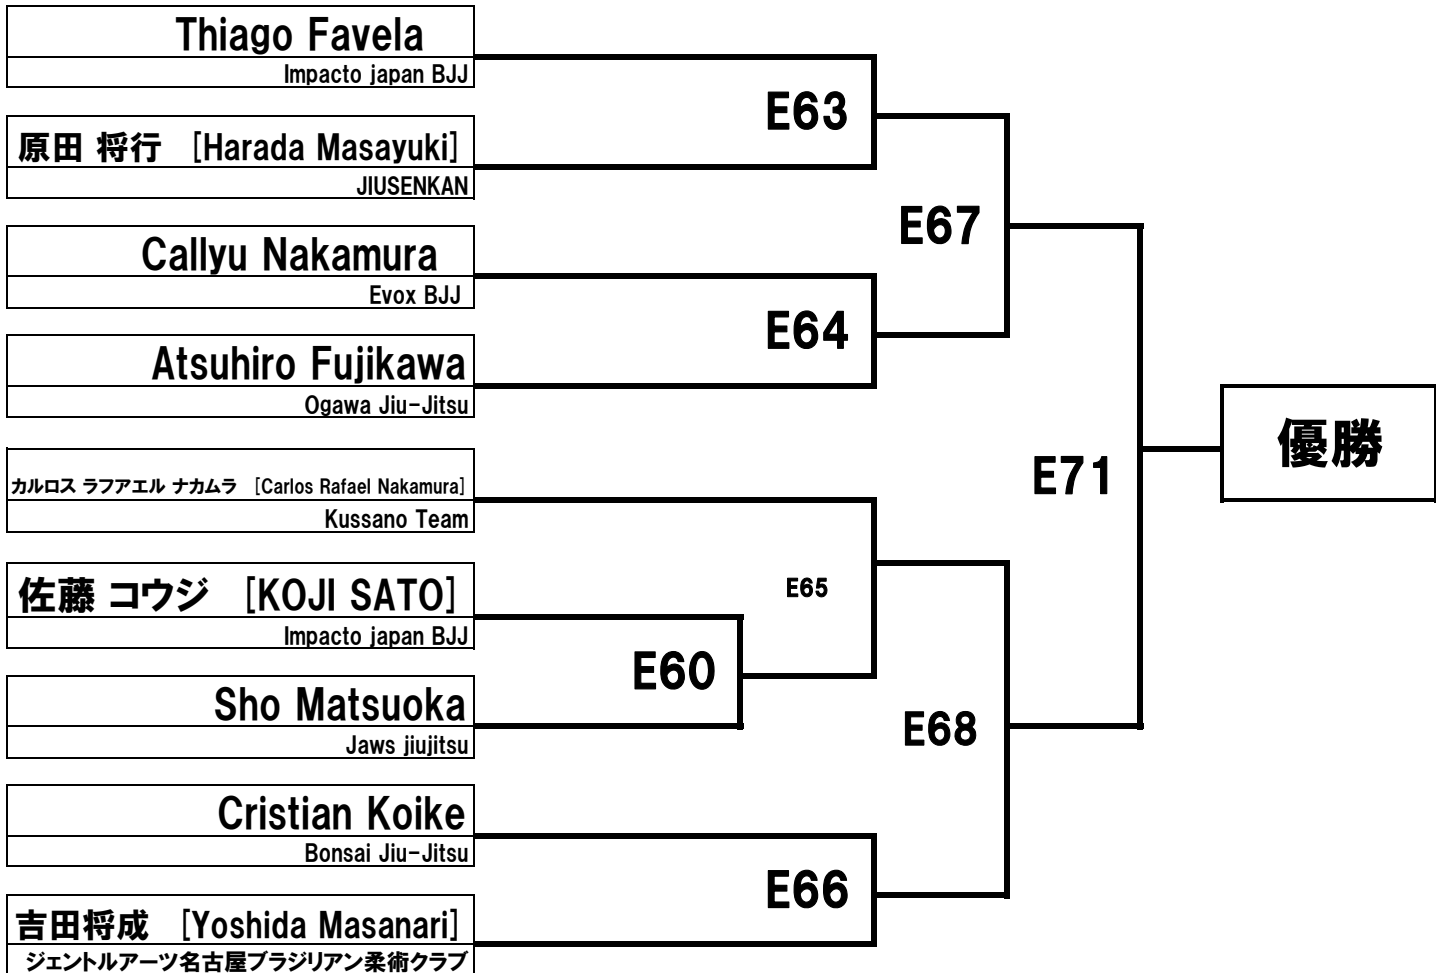 Thiago Favela
Impacto japan BJJ
原田 将行 [Harada Masayuki]
JIUSENKAN
Callyu Nakamura
Evox BJJ
Atsuhiro Fujikawa
Ogawa Jiu-Jitsu
カルロス ラフアエル ナカムラ [Carlos Rafael Nakamura]
Kussano Team
佐藤 コウジ [KOJI SATO]
Impacto japan BJJ
Sho Matsuoka
Jaws jiujitsu
Cristian Koike
Bonsai Jiu-Jitsu
吉田将成 [Yoshida Masanari]
ジェントルアーツ名古屋ブラジリアン柔術クラブ
E60
E63
E64
E65
E66
E67
E68
E71
優勝